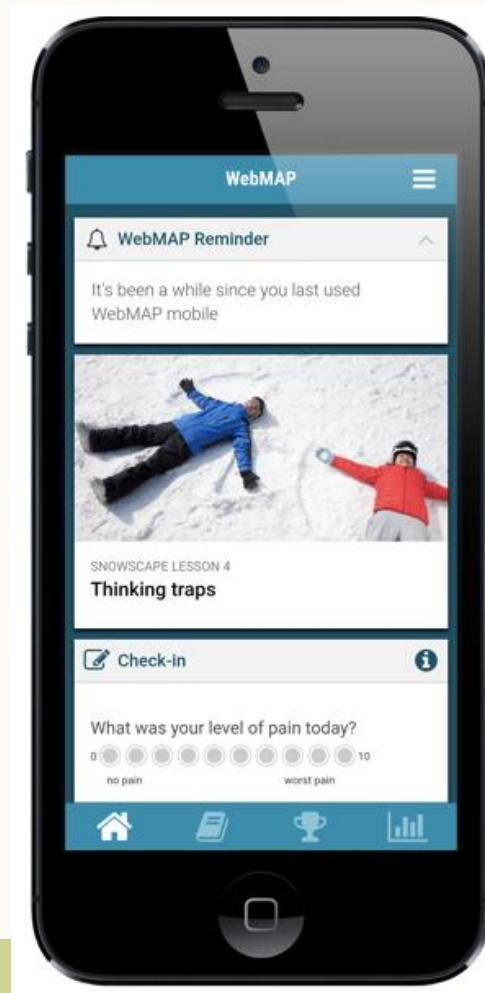 WebMAP
WebMAP Reminder
It's been a while since you last used
WebMAP mobile
SNOWSCAPE LESSON 4
Thinking traps
Check-in
What was your level of pain today?
0 10
no pain worst pain